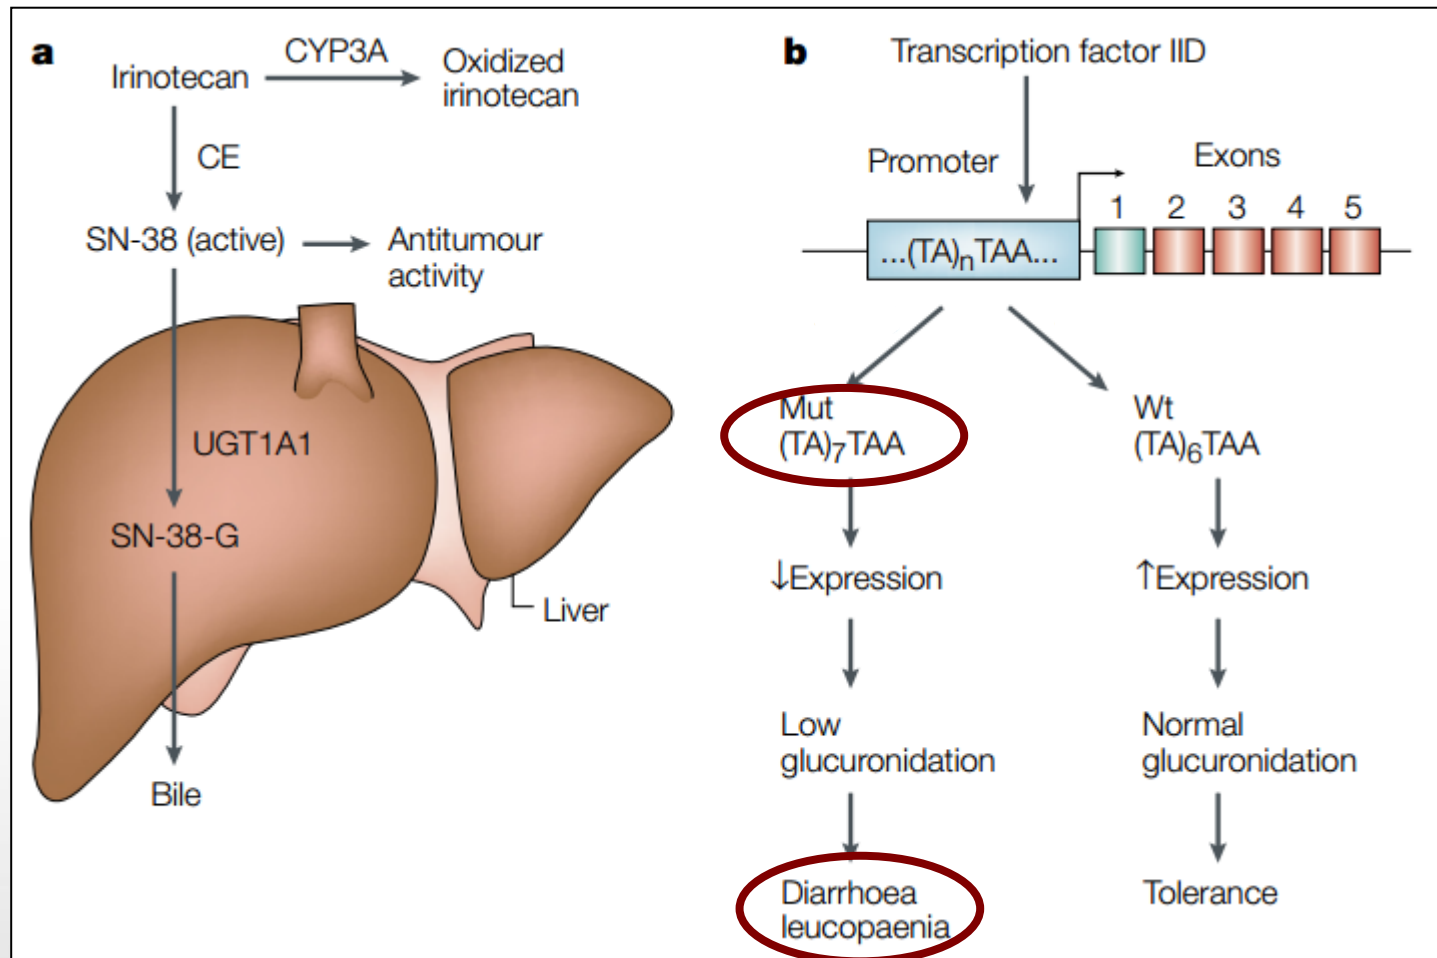 a
Irinotecan
CYP3A
Oxidized
irinotecan
CE
SN-38 (active)
Antitumour
activity
UGT1A1
SN-38-G
Liver
Bile
b
Transcription factor IID
Promoter
Exons
1 2 3 4 5
...(TA)nTAA...
Mut
(TA)7TAA
↓Expression
Low
glucuronidation
Diarrhoea
leucopaenia
Wt
(TA)6TAA
↑Expression
Normal
glucuronidation
Tolerance